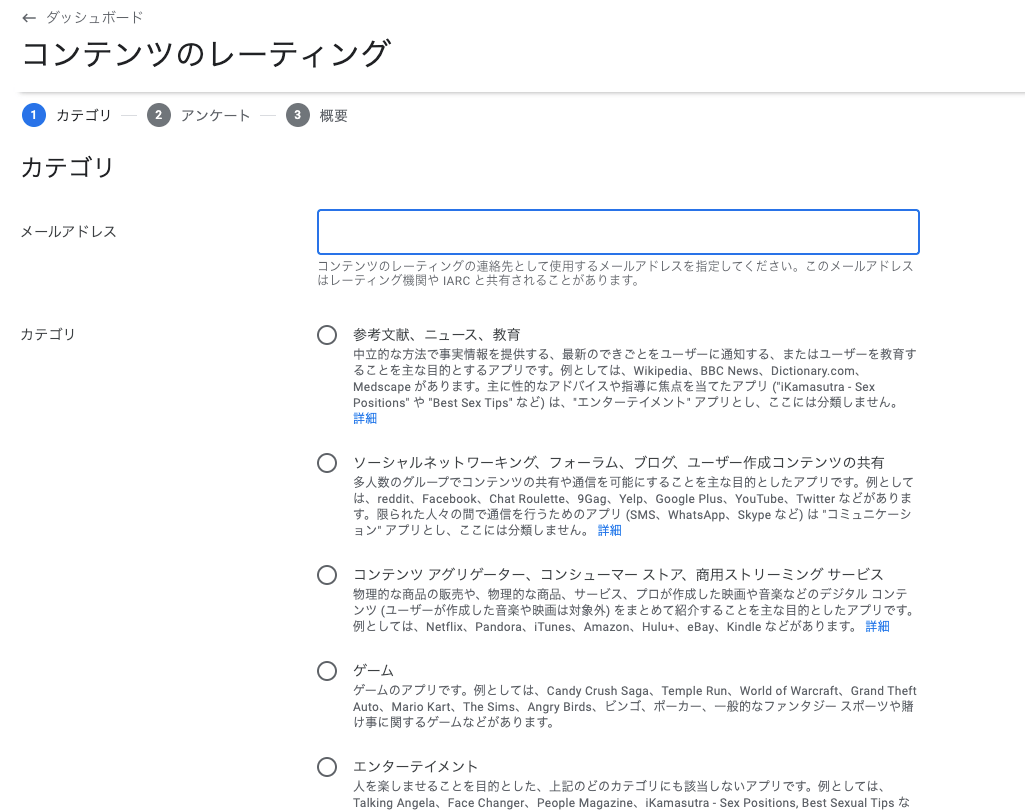 ← ダッシュボード
コンテンツのレーティング
1 カテゴリ — 2 アンケート — 3 概要
カテゴリ
メールアドレス
コンテンツのレーティングの連絡先として使用するメールアドレスを指定してください。このメールアドレス
はレーティング機関や IARC と共有されることがあります。
カテゴリ
参考文献、ニュース、教育
中立的な方法で事実情報を提供する、最新のできごとをユーザーに通知する、またはユーザーを教育す
ることを主な目的とするアプリです。例としては、Wikipedia、BBC News、Dictionary.com、
Medscape があります。主に性的なアドバイスや指導に焦点を当てたアプリ ("iKamasutra - Sex
Positions" や "Best Sex Tips" など) は、"エンターテイメント" アプリとし、ここには分類しません。
詳細
ソーシャルネットワーキング、フォーラム、ブログ、ユーザー作成コンテンツの共有
多人数のグループでコンテンツの共有や通信を可能にすることを主な目的としたアプリです。例として
は、reddit、Facebook、Chat Roulette、9Gag、Yelp、Google Plus、YouTube、Twitter などがありま
す。限られた人々の間で通信を行うためのアプリ (SMS、WhatsApp、Skype など) は "コミュニケーシ
ョン" アプリとし、ここには分類しません。 詳細
コンテンツ アグリゲーター、コンシューマー ストア、商用ストリーミング サービス
物理的な商品の販売や、物理的な商品、サービス、プロが作成した映画や音楽などのデジタル コンテ
ンツ (ユーザーが作成した音楽や映画は対象外) をまとめて紹介することを主な目的としたアプリです。
例としては、Netflix、Pandora、iTunes、Amazon、Hulu+、eBay、Kindle などがあります。 詳細
ゲーム
ゲームのアプリです。例としては、Candy Crush Saga、Temple Run、World of Warcraft、Grand Theft
Auto、Mario Kart、The Sims、Angry Birds、ビンゴ、ポーカー、一般的なファンタジー スポーツや賭
け事に関するゲームなどがあります。
エンターテイメント
人を楽しませることを目的とした、上記のどのカテゴリにも該当しないアプリです。例としては、
Talking Angela、Face Changer、People Magazine、iKamasutra - Sex Positions, Best Sexual Tips な